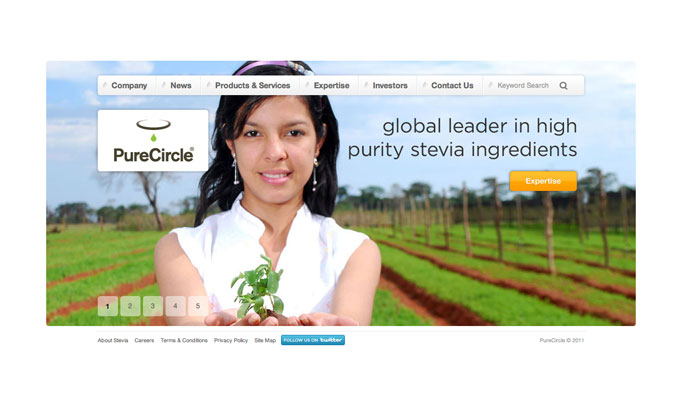 Company
News
Products & Services
Expertise
Investors
Contact Us
Keyword Search
PureCircle®
global leader in high
purity stevia ingredients
Expertise
1
2
3
4
5
About Stevia
Careers
Terms & Conditions
Privacy Policy
Site Map
FOLLOW US ON twitter
PureCircle © 2011